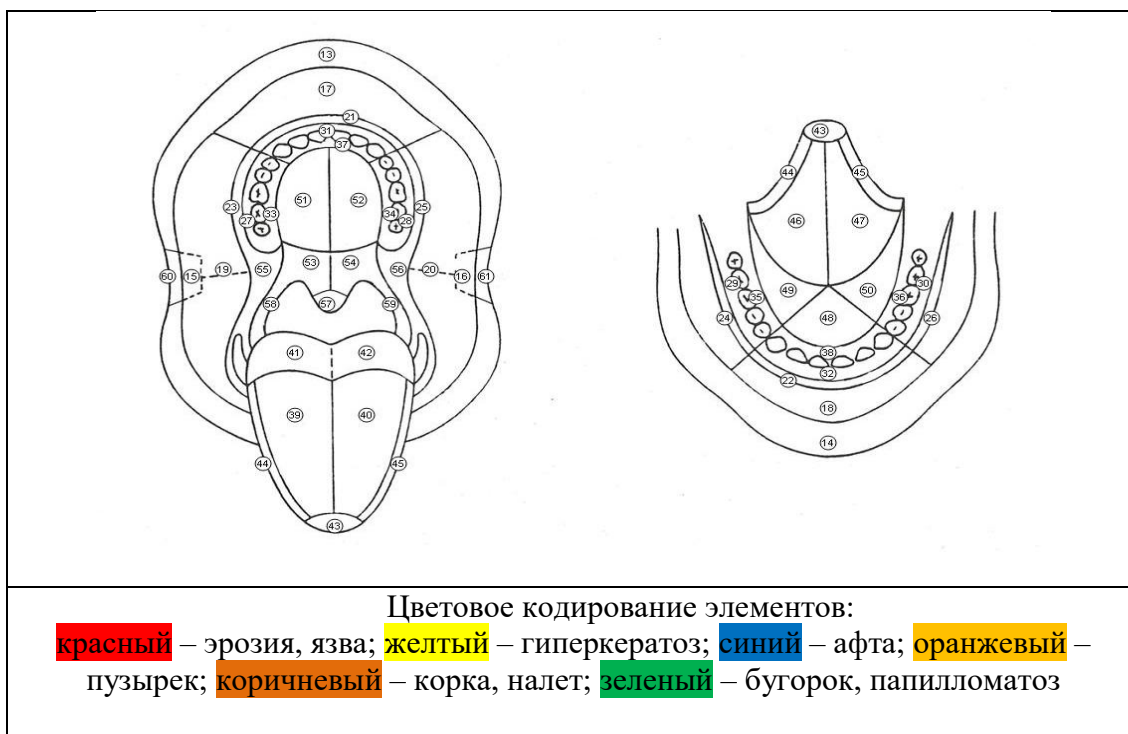 13
17
21
31
37
51 52
23 33 34 25
27 28
53 54
60 15 19 55 56 20 16 61
58 57 59
41 42
39 40
44 45
43
43
44 45
46 47
29 49 50 30
35 36
24 48 26
38
22 32
18
14
Цветовое кодирование элементов:
красный – эрозия, язва; желтый – гиперкератоз; синий – афта; оранжевый –
пузырек; коричневый – корка, налет; зеленый – бугорок, папилломатоз